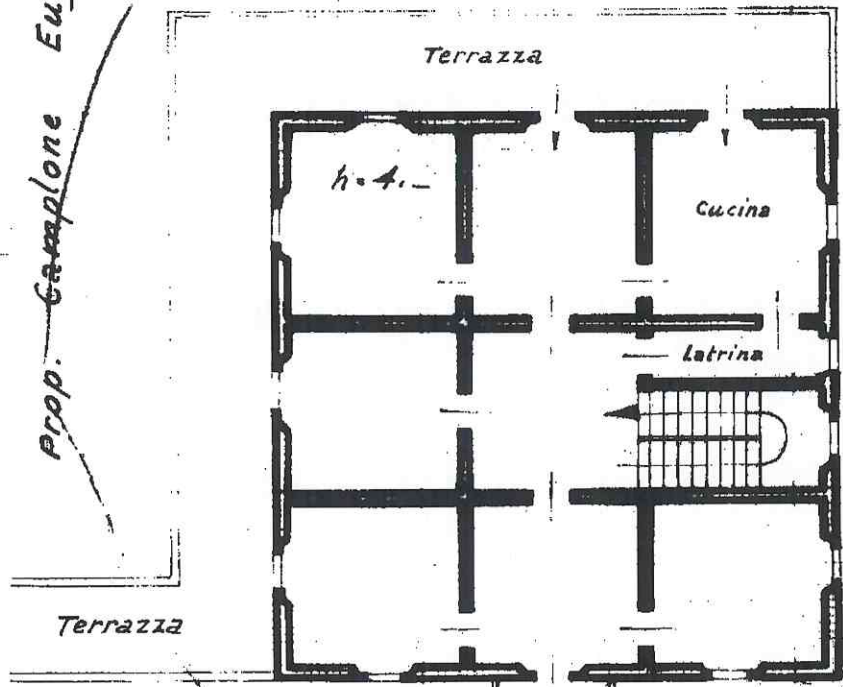 Prop. Camplone Eu
Terrazza
h = 4.
Cucina
Latrina
Terrazza